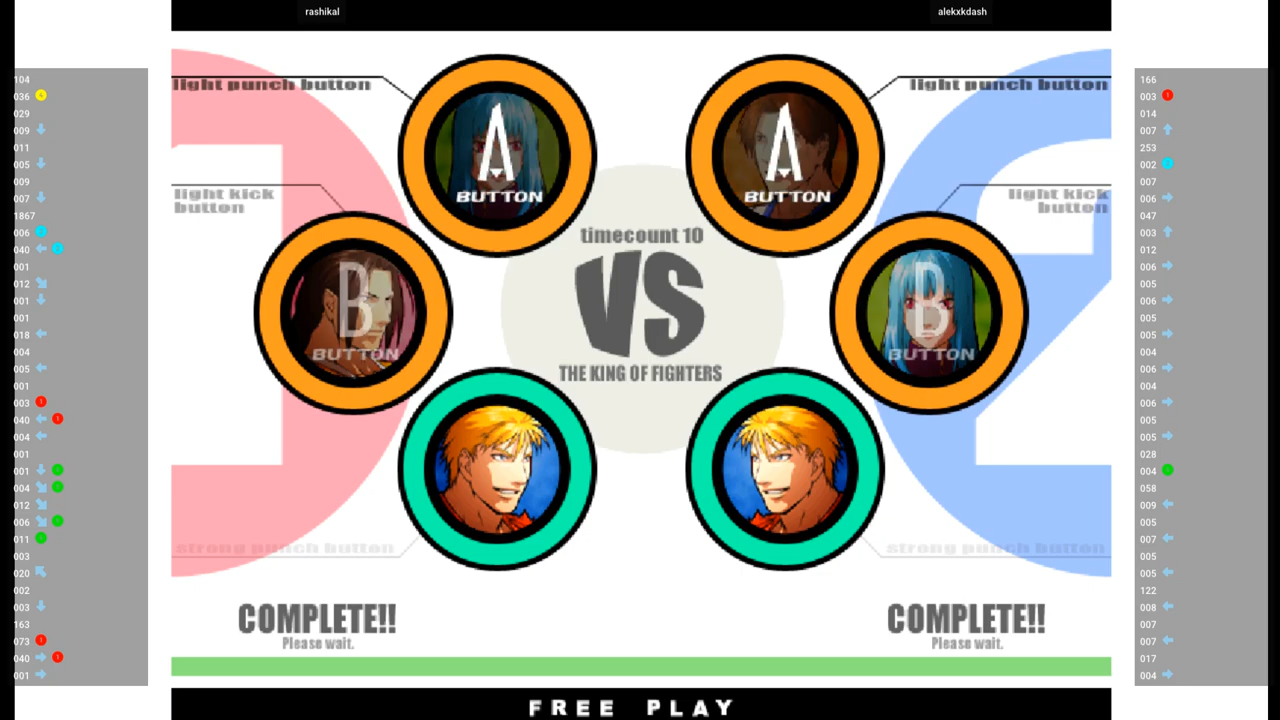 rashikal
alekxkdash
light punch button
light punch button
A
BUTTON
A
BUTTON
light kick
button
light kick
button
timecount 10
VS
THE KING OF FIGHTERS
B
BUTTON
B
BUTTON
strong punch button
strong punch button
COMPLETE!!
Please wait.
COMPLETE!!
Please wait.
FREE PLAY
104
036
029
009
011
005
009
007
1867
006
040
001
012
001
001
018
004
005
001
003
040
004
001
001
004
012
006
011
003
020
002
003
163
073
040
001
166
003
014
007
253
002
007
006
047
003
012
006
005
006
005
005
004
006
004
006
005
005
028
004
058
009
005
007
005
005
122
008
007
007
017
004